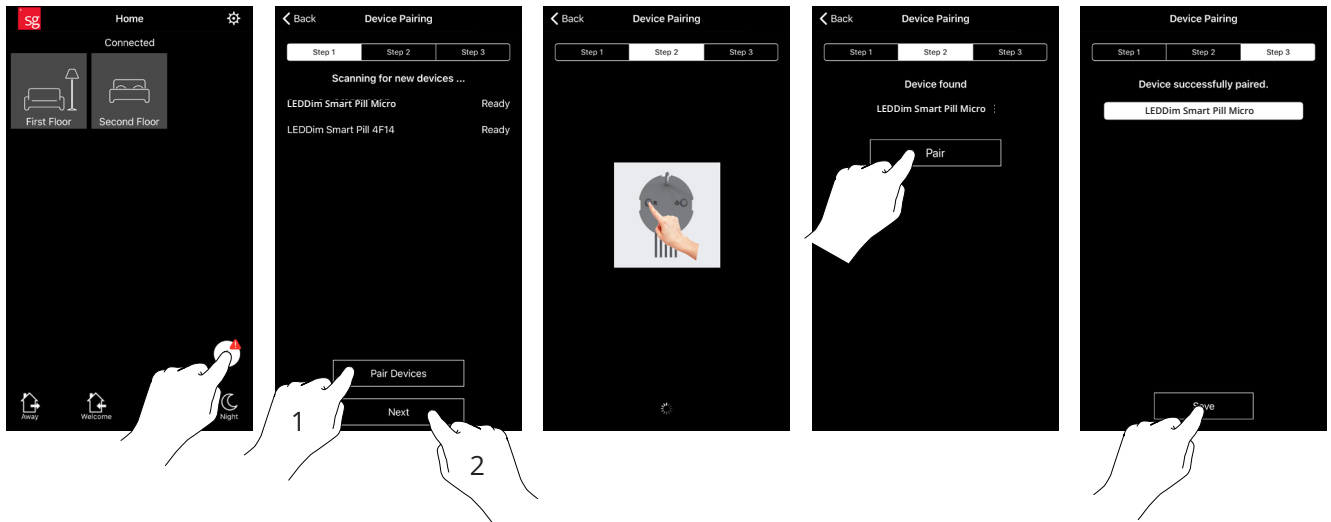 sg
Home
Connected
First Floor
Second Floor
Away
Welcome
Night
Back
Device Pairing
Step 1
Step 2
Step 3
Scanning for new devices ...
LEDDim Smart Pill Micro
Ready
LEDDim Smart Pill 4F14
Ready
Pair Devices
Next
1
2
Back
Device Pairing
Step 1
Step 2
Step 3
Back
Device Pairing
Step 1
Step 2
Step 3
Device found
LEDDim Smart Pill Micro
Pair
Device Pairing
Step 1
Step 2
Step 3
Device successfully paired.
LEDDim Smart Pill Micro
Save